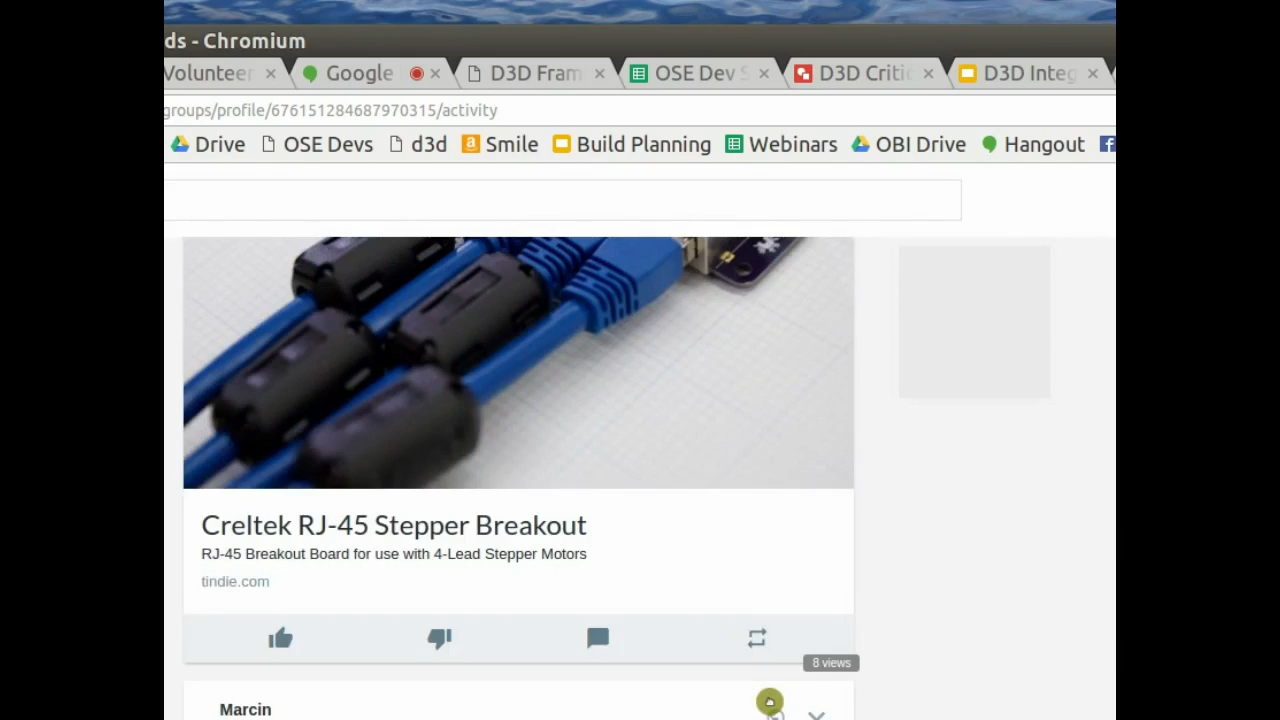 ds - Chromium
Volunteer Google D3D Fram OSE Dev S D3D Critic D3D Integ
groups/profile/676151284687970315/activity
Drive OSE Devs d3d Smile Build Planning Webinars OBI Drive Hangout
Creltek RJ-45 Stepper Breakout
RJ-45 Breakout Board for use with 4-Lead Stepper Motors
tindie.com
8 views
Marcin